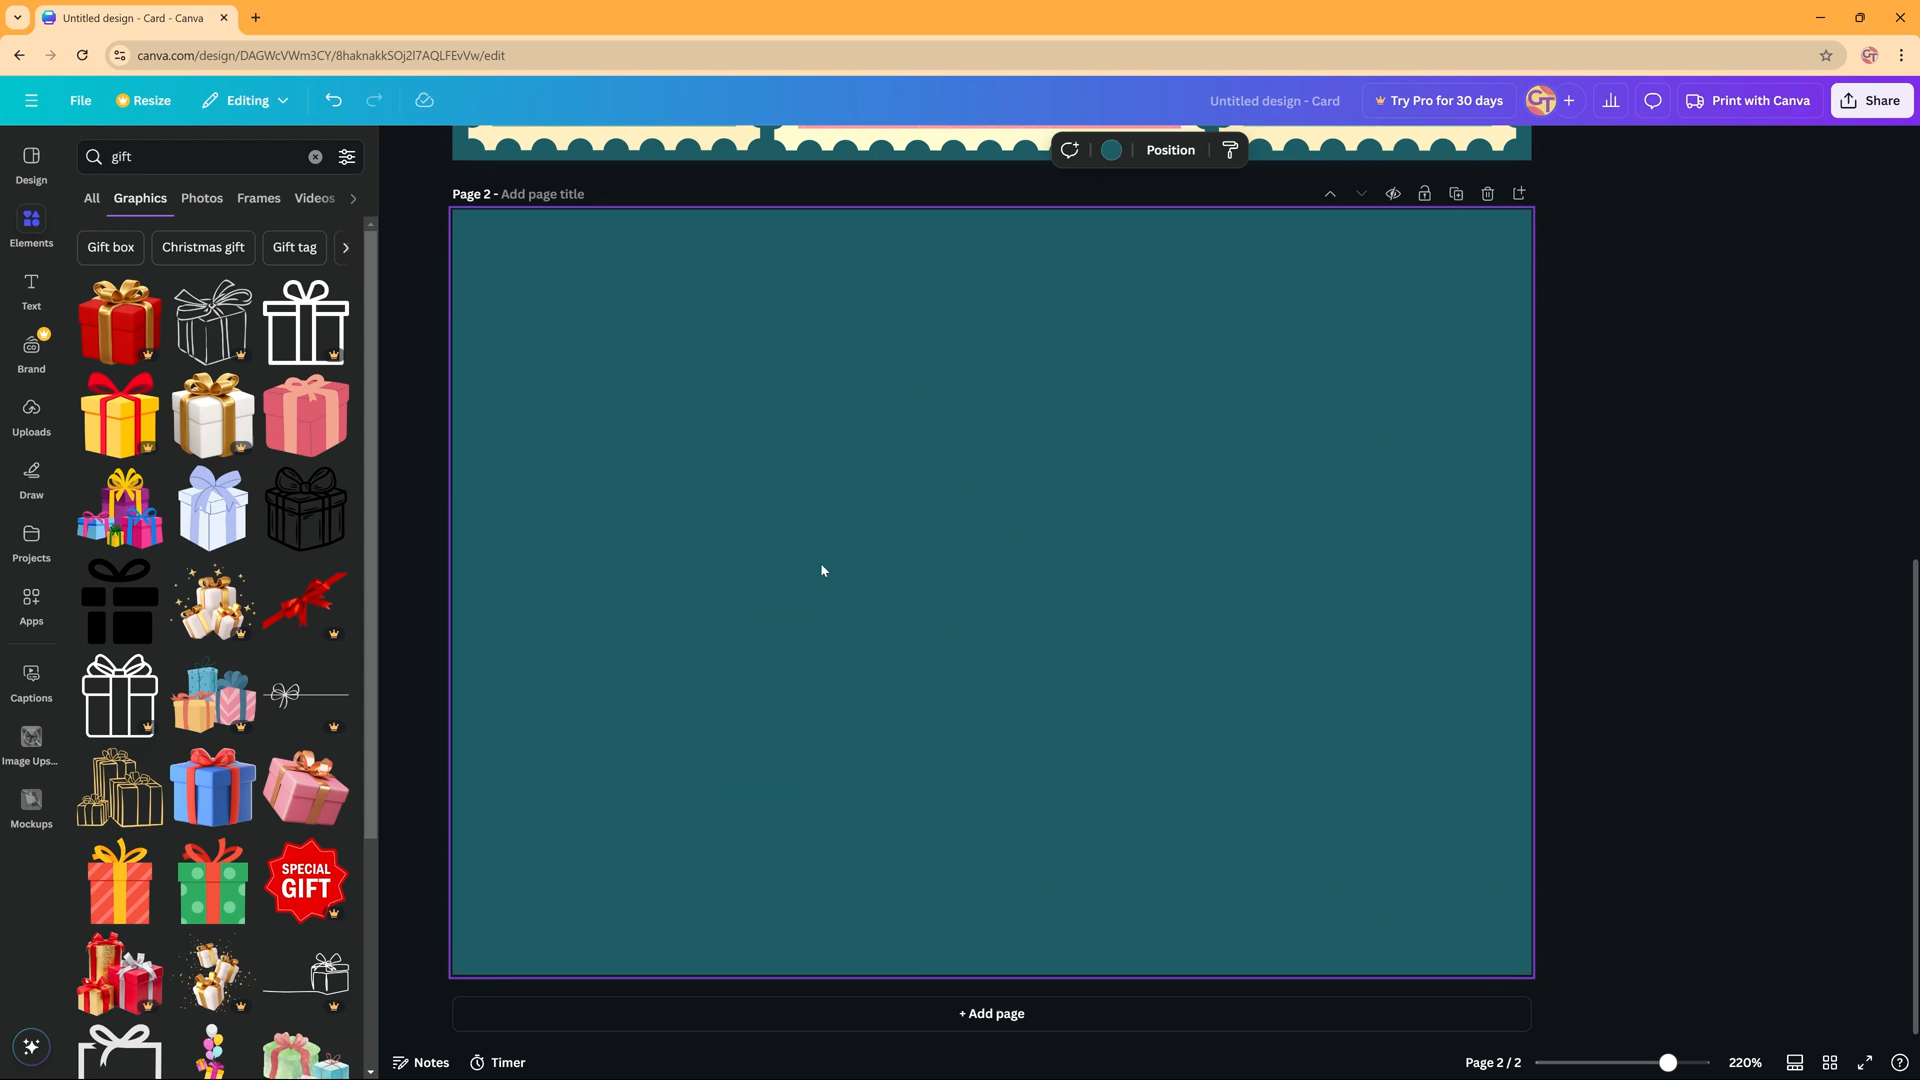 Untitled design - Card - Canva
canva.com/design/DAGWcVWm3CY/8haknakkSOj2I7AQLFEvVw/edit
GT
File
Resize
Editing
Untitled design - Card
Try Pro for 30 days
GT
Print with Canva
Share
Design
Elements
Text
Brand
Uploads
Draw
Projects
Apps
Captions
Image Ups...
Mockups
gift
All
Graphics
Photos
Frames
Videos
Gift box
Christmas gift
Gift tag
SPECIAL
GIFT
Position
Page 2 - Add page title
+ Add page
Notes
Timer
Page 2 / 2
220%